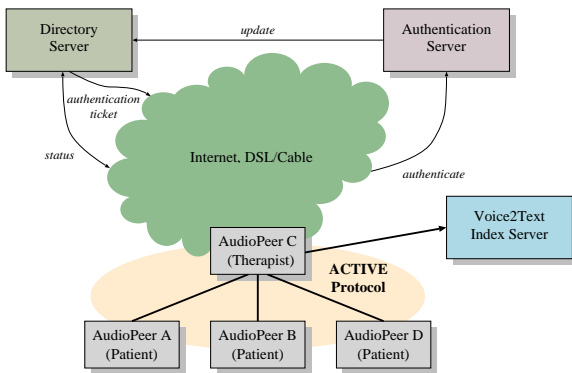 Directory
Server
update
Authentication
Server
authentication
ticket
Internet, DSL/Cable
status
authenticate
Voice2Text
Index Server
AudioPeer C
(Therapist)
ACTIVE
Protocol
AudioPeer A
(Patient)
AudioPeer B
(Patient)
AudioPeer D
(Patient)